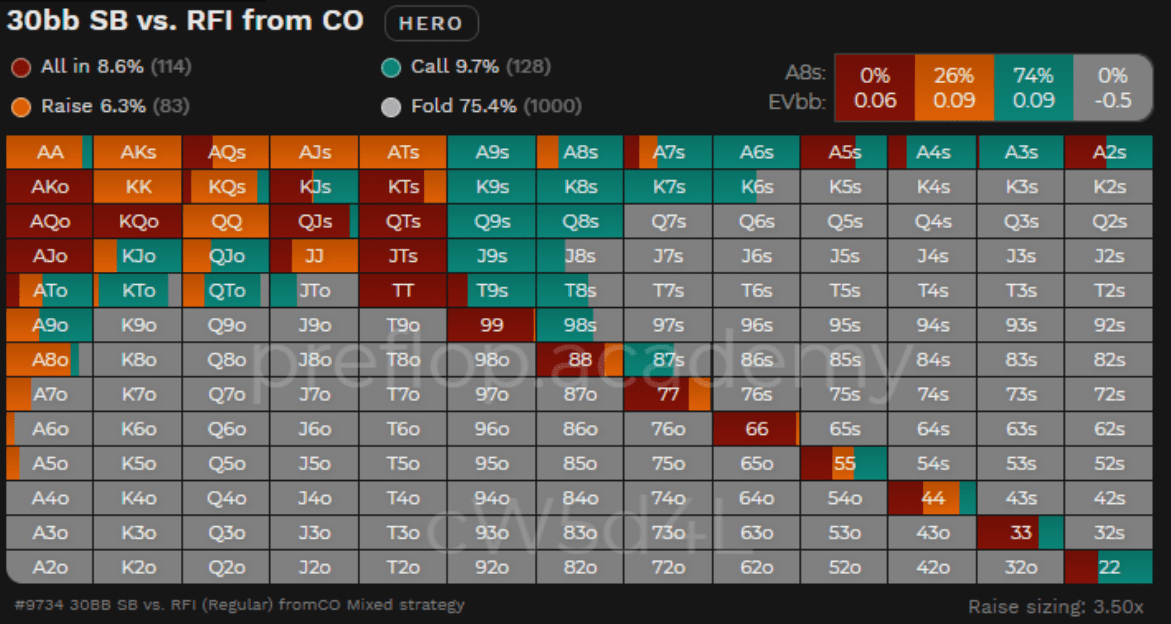 30bb SB vs. RFI from CO HERO
All in 8.6% (114) Call 9.7% (128)
Raise 6.3% (83) Fold 75.4% (1000)
A8s: 0% 26% 74% 0%
EVbb: 0.06 0.09 0.09 -0.5
AA AKs AQs AJs ATs A9s A8s A7s A6s A5s A4s A3s A2s
AKo KK KQs KJs KTs K9s K8s K7s K6s K5s K4s K3s K2s
AQo KQo QQ QJs QTs Q9s Q8s Q7s Q6s Q5s Q4s Q3s Q2s
AJo KJo QJo JJ JTs J9s J8s J7s J6s J5s J4s J3s J2s
ATo KTo QTo JTo TT T9s T8s T7s T6s T5s T4s T3s T2s
A9o K9o Q9o J9o T9o 99 98s 97s 96s 95s 94s 93s 92s
A8o K8o Q8o J8o T8o 98o 88 87s 86s 85s 84s 83s 82s
preflop.academy
A7o K7o Q7o J7o T7o 97o 87o 77 76s 75s 74s 73s 72s
A6o K6o Q6o J6o T6o 96o 86o 76o 66 65s 64s 63s 62s
A5o K5o Q5o J5o T5o 95o 85o 75o 65o 55 54s 53s 52s
A4o K4o Q4o J4o T4o 94o 84o 74o 64o 54o 44 43s 42s
cW5d4L
A3o K3o Q3o J3o T3o 93o 83o 73o 63o 53o 43o 33 32s
A2o K2o Q2o J2o T2o 92o 82o 72o 62o 52o 42o 32o 22
#9734 30BB SB vs. RFI (Regular) fromCO Mixed strategy
Raise sizing: 3.50x